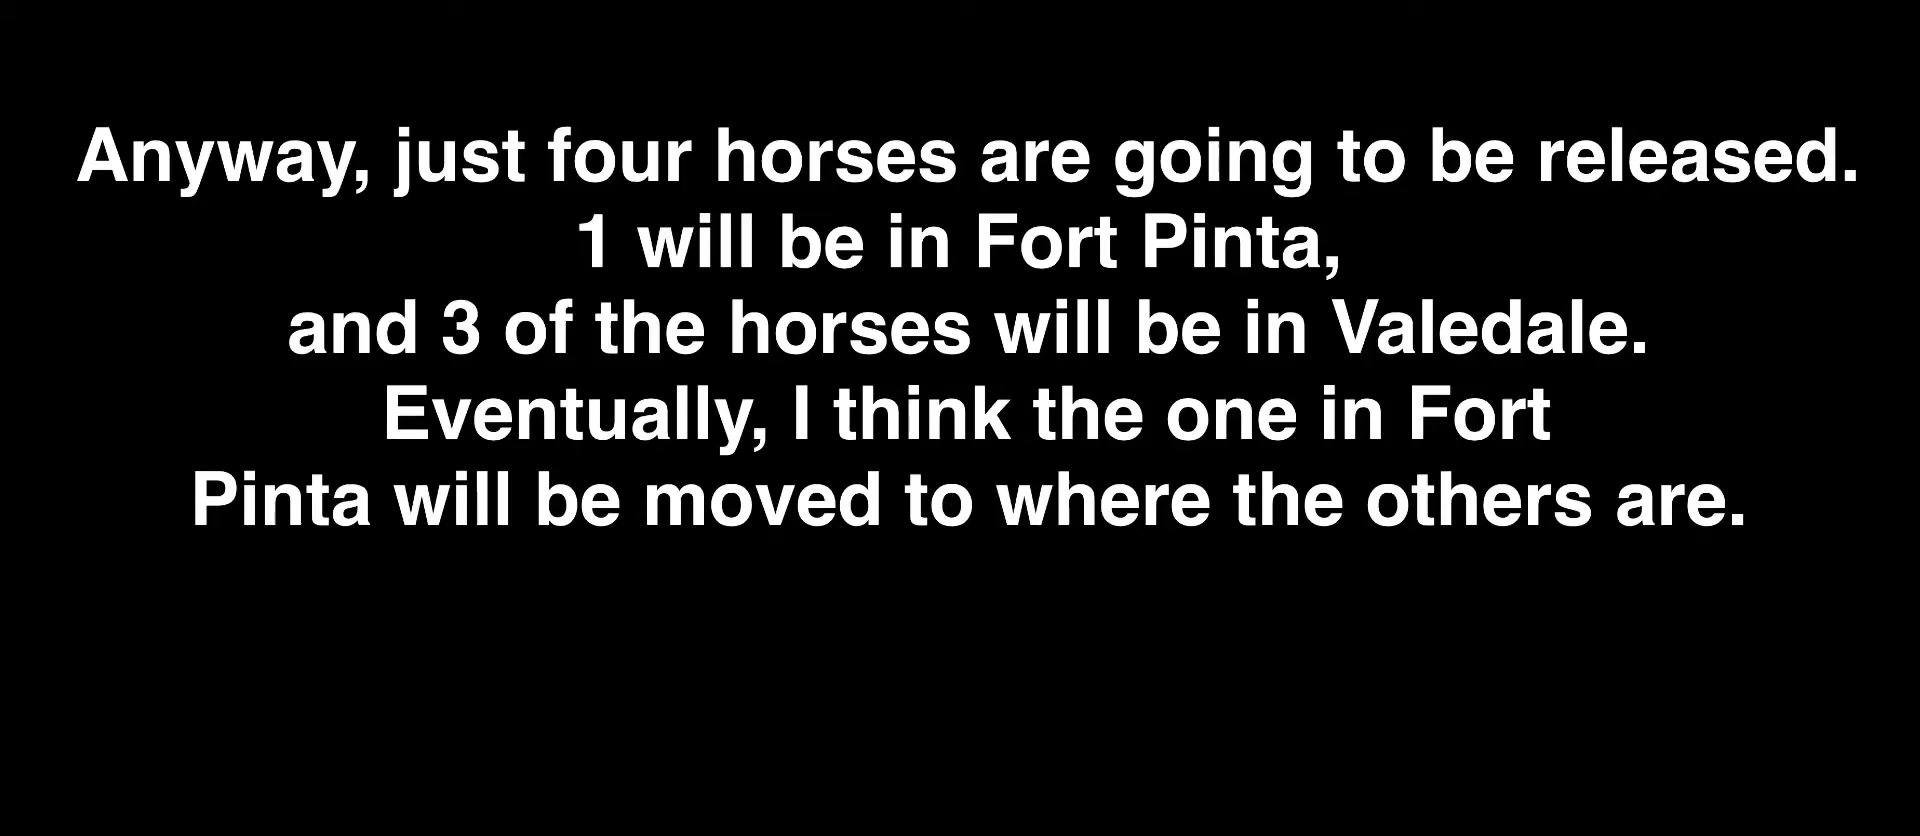 Anyway, just four horses are going to be released.
1 will be in Fort Pinta,
and 3 of the horses will be in Valedale.
Eventually, I think the one in Fort
Pinta will be moved to where the others are.